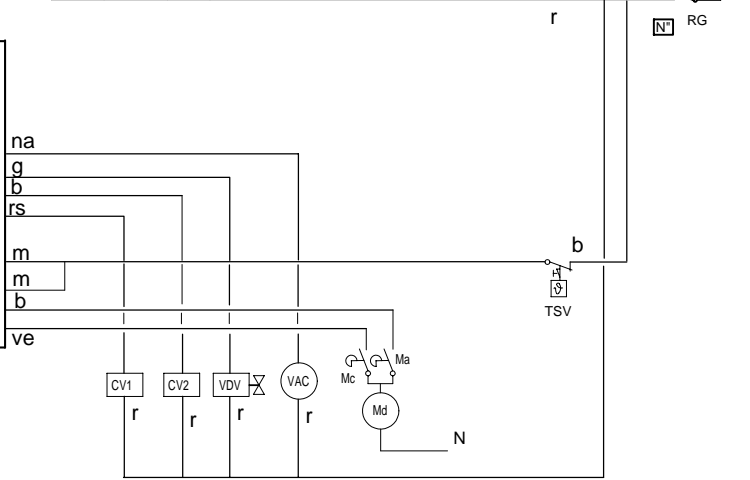 r
N" RG
na
g
b
rs
m
b
m
b
TSV
ve
Ma
Mc
CV1 CV2 VDV VAC
Md
r r r r
N